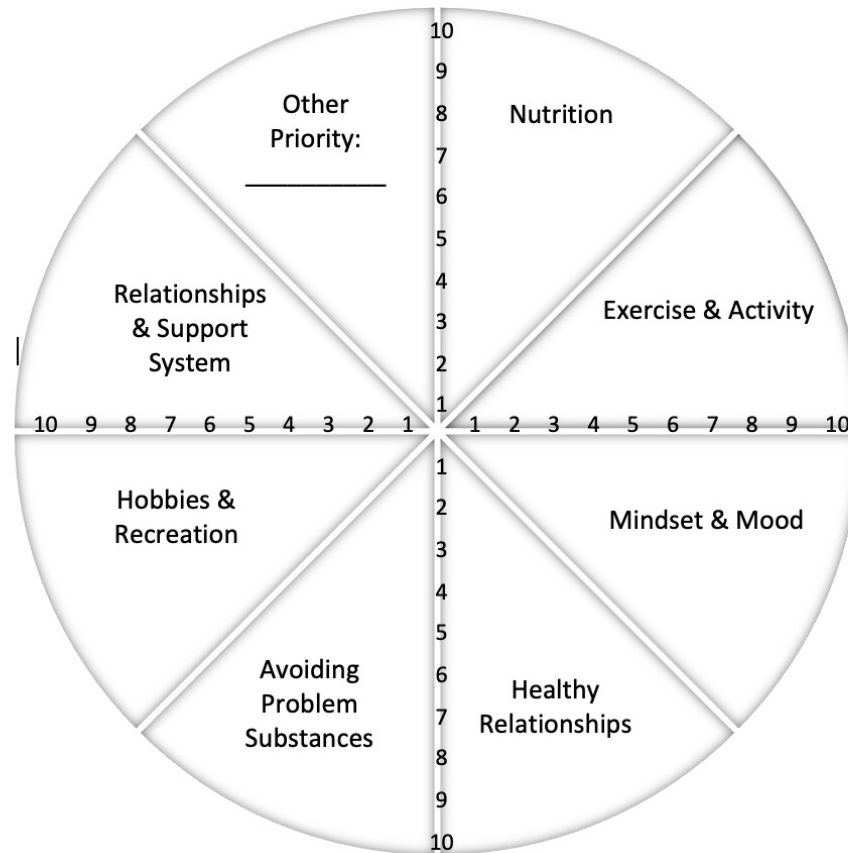 10
9
Other
8
Nutrition
Priority:
7
__________
6
5
4
Relationships
Exercise & Activity
3
& Support
2
System
1
10 9 8 7 6 5 4 3 2 1
1 2 3 4 5 6 7 8 9 10
1
Hobbies &
2
Mindset & Mood
Recreation
3
4
5
Avoiding
6
Healthy
Problem
7
Relationships
Substances
8
9
10